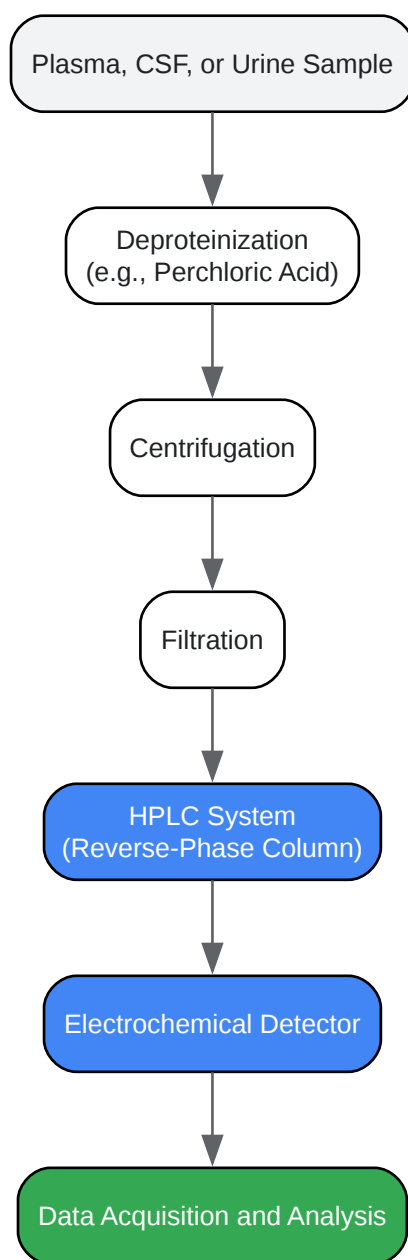 Plasma, CSF, or Urine Sample
Deproteinization
(e.g., Perchloric Acid)
Centrifugation
Filtration
HPLC System
(Reverse-Phase Column)
Electrochemical Detector
Data Acquisition and Analysis